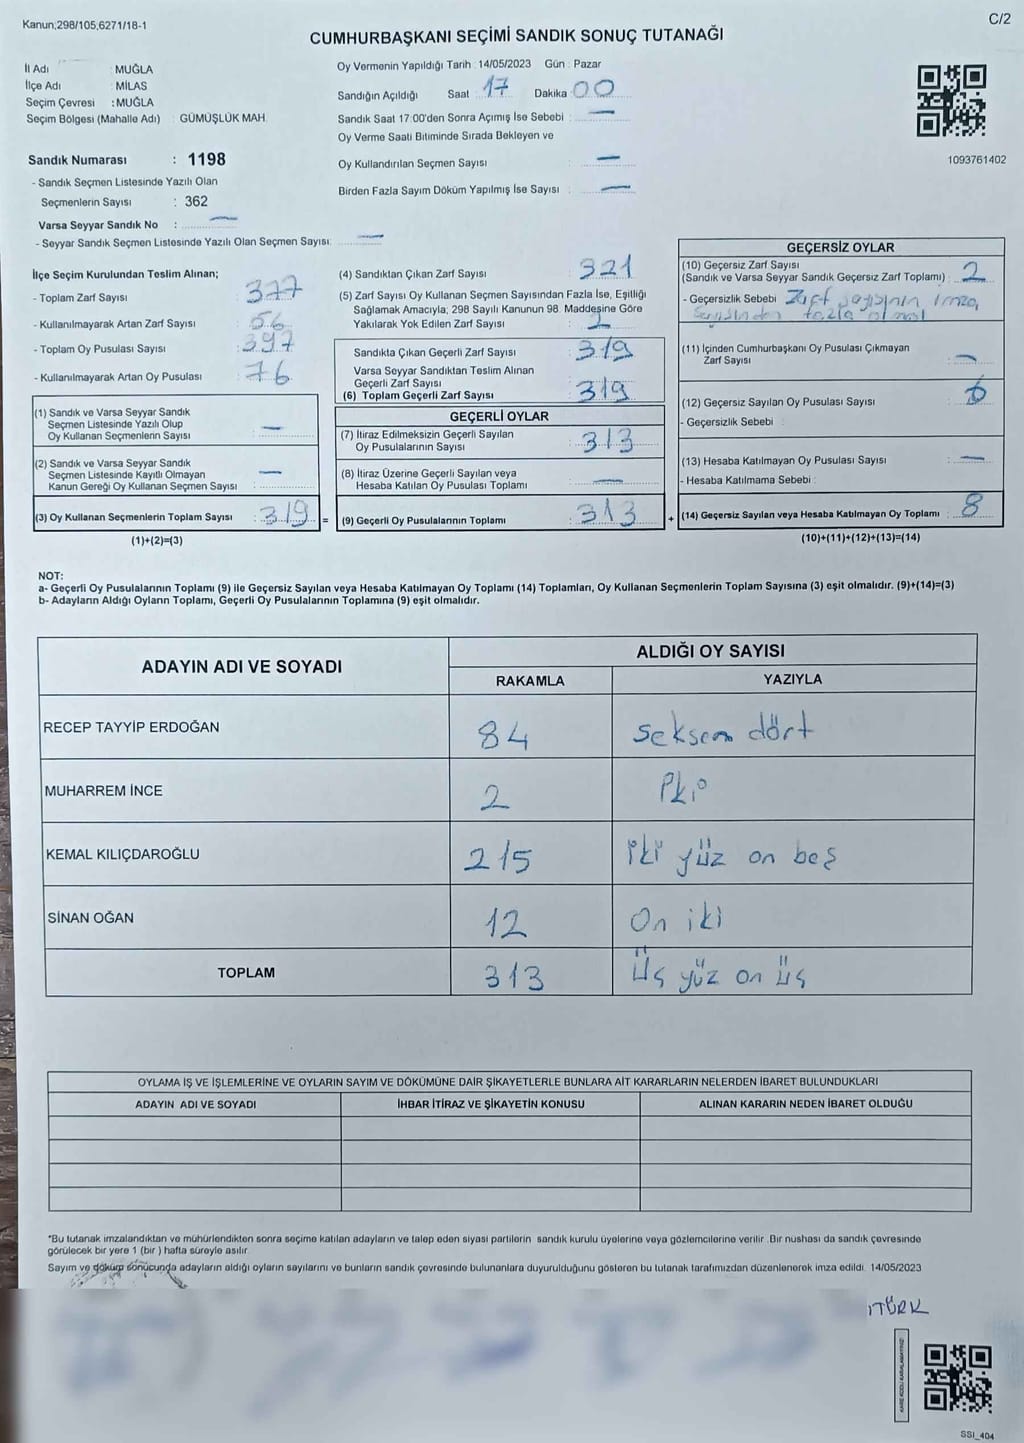 Kanun;298/105,6271/18-1
C/2
CUMHURBAŞKANI SEÇİMİ SANDIK SONUÇ TUTANAĞI
İl Adı : MUĞLA
İlçe Adı : MİLAS
Seçim Çevresi : MUĞLA
Seçim Bölgesi (Mahalle Adı) : GÜMÜŞLÜK MAH.
Oy Vermenin Yapıldığı Tarih : 14/05/2023 Gün : Pazar
Sandığın Açıldığı Saat 17 Dakika 00
Sandık Saat 17:00'den Sonra Açımış İse Sebebi : —
Oy Verme Saati Bitiminde Sırada Bekleyen ve
Oy Kullandırılan Seçmen Sayısı : —
Birden Fazla Sayım Döküm Yapılmış İse Sayısı : —
1093761402
Sandık Numarası : 1198
- Sandık Seçmen Listesinde Yazılı Olan
Seçmenlerin Sayısı : 362
Varsa Seyyar Sandık No : —
- Seyyar Sandık Seçmen Listesinde Yazılı Olan Seçmen Sayısı: —
İlçe Seçim Kurulundan Teslim Alınan;
- Toplam Zarf Sayısı : 377
- Kullanılmayarak Artan Zarf Sayısı : 56
- Toplam Oy Pusulası Sayısı : 397
- Kullanılmayarak Artan Oy Pusulası : 76
(1) Sandık ve Varsa Seyyar Sandık
Seçmen Listesinde Yazılı Olup
Oy Kullanan Seçmenlerin Sayısı : —
(2) Sandık ve Varsa Seyyar Sandık
Seçmen Listesinde Kayıtlı Olmayan
Kanun Gereği Oy Kullanan Seçmen Sayısı : —
(3) Oy Kullanan Seçmenlerin Toplam Sayısı : 319 =
(1)+(2)=(3)
(4) Sandıktan Çıkan Zarf Sayısı : 321
(5) Zarf Sayısı Oy Kullanan Seçmen Sayısından Fazla İse, Eşitliği
Sağlamak Amacıyla; 298 Sayılı Kanunun 98. Maddesine Göre
Yakılarak Yok Edilen Zarf Sayısı : 2
Sandıkta Çıkan Geçerli Zarf Sayısı : 319
Varsa Seyyar Sandıktan Teslim Alınan
Geçerli Zarf Sayısı
(6) Toplam Geçerli Zarf Sayısı : 319
GEÇERLİ OYLAR
(7) İtiraz Edilmeksizin Geçerli Sayılan
Oy Pusulalarının Sayısı : 313
(8) İtiraz Üzerine Geçerli Sayılan veya
Hesaba Katılan Oy Pusulası Toplamı : —
(9) Geçerli Oy Pusulalarının Toplamı : 313 +
GEÇERSİZ OYLAR
(10) Geçersiz Zarf Sayısı
(Sandık ve Varsa Seyyar Sandık Geçersiz Zarf Toplamı) : 2
- Geçersizlik Sebebi : Zarf sayısının imza
sayısından fazla olması
(11) İçinden Cumhurbaşkanı Oy Pusulası Çıkmayan
Zarf Sayısı : —
(12) Geçersiz Sayılan Oy Pusulası Sayısı : 6
- Geçersizlik Sebebi :
(13) Hesaba Katılmayan Oy Pusulası Sayısı : —
- Hesaba Katılmama Sebebi :
(14) Geçersiz Sayılan veya Hesaba Katılmayan Oy Toplamı : 8
(10)+(11)+(12)+(13)=(14)
NOT:
a- Geçerli Oy Pusulalarının Toplamı (9) ile Geçersiz Sayılan veya Hesaba Katılmayan Oy Toplamı (14) Toplamları, Oy Kullanan Seçmenlerin Toplam Sayısına (3) eşit olmalıdır. (9)+(14)=(3)
b- Adayların Aldığı Oyların Toplamı, Geçerli Oy Pusulalarının Toplamına (9) eşit olmalıdır.
ADAYIN ADI VE SOYADI
ALDIĞI OY SAYISI
RAKAMLA YAZIYLA
RECEP TAYYİP ERDOĞAN 84 seksen dört
MUHARREM İNCE 2 İki
KEMAL KILIÇDAROĞLU 215 iki yüz on beş
SİNAN OĞAN 12 On iki
TOPLAM 313 Üç yüz on üç
OYLAMA İŞ VE İŞLEMLERİNE VE OYLARIN SAYIM VE DÖKÜMÜNE DAİR ŞİKAYETLERLE BUNLARA AİT KARARLARIN NELERDEN İBARET BULUNDUKLARI
ADAYIN ADI VE SOYADI İHBAR İTİRAZ VE ŞİKAYETİN KONUSU ALINAN KARARIN NEDEN İBARET OLDUĞU
*Bu tutanak imzalandıktan ve mühürlendikten sonra seçime katılan adayların ve talep eden siyasi partilerin sandık kurulu üyelerine veya gözlemcilerine verilir .Bir nushası da sandık çevresinde
görülecek bir yere 1 (bir ) hafta süreyle asılır.
Sayım ve döküm sonucunda adayların aldığı oyların sayılarını ve bunların sandık çevresinde bulunanlara duyurulduğunu gösteren bu tutanak tarafımızdan düzenlenerek imza edildi. 14/05/2023
TÜRK
SSI_404